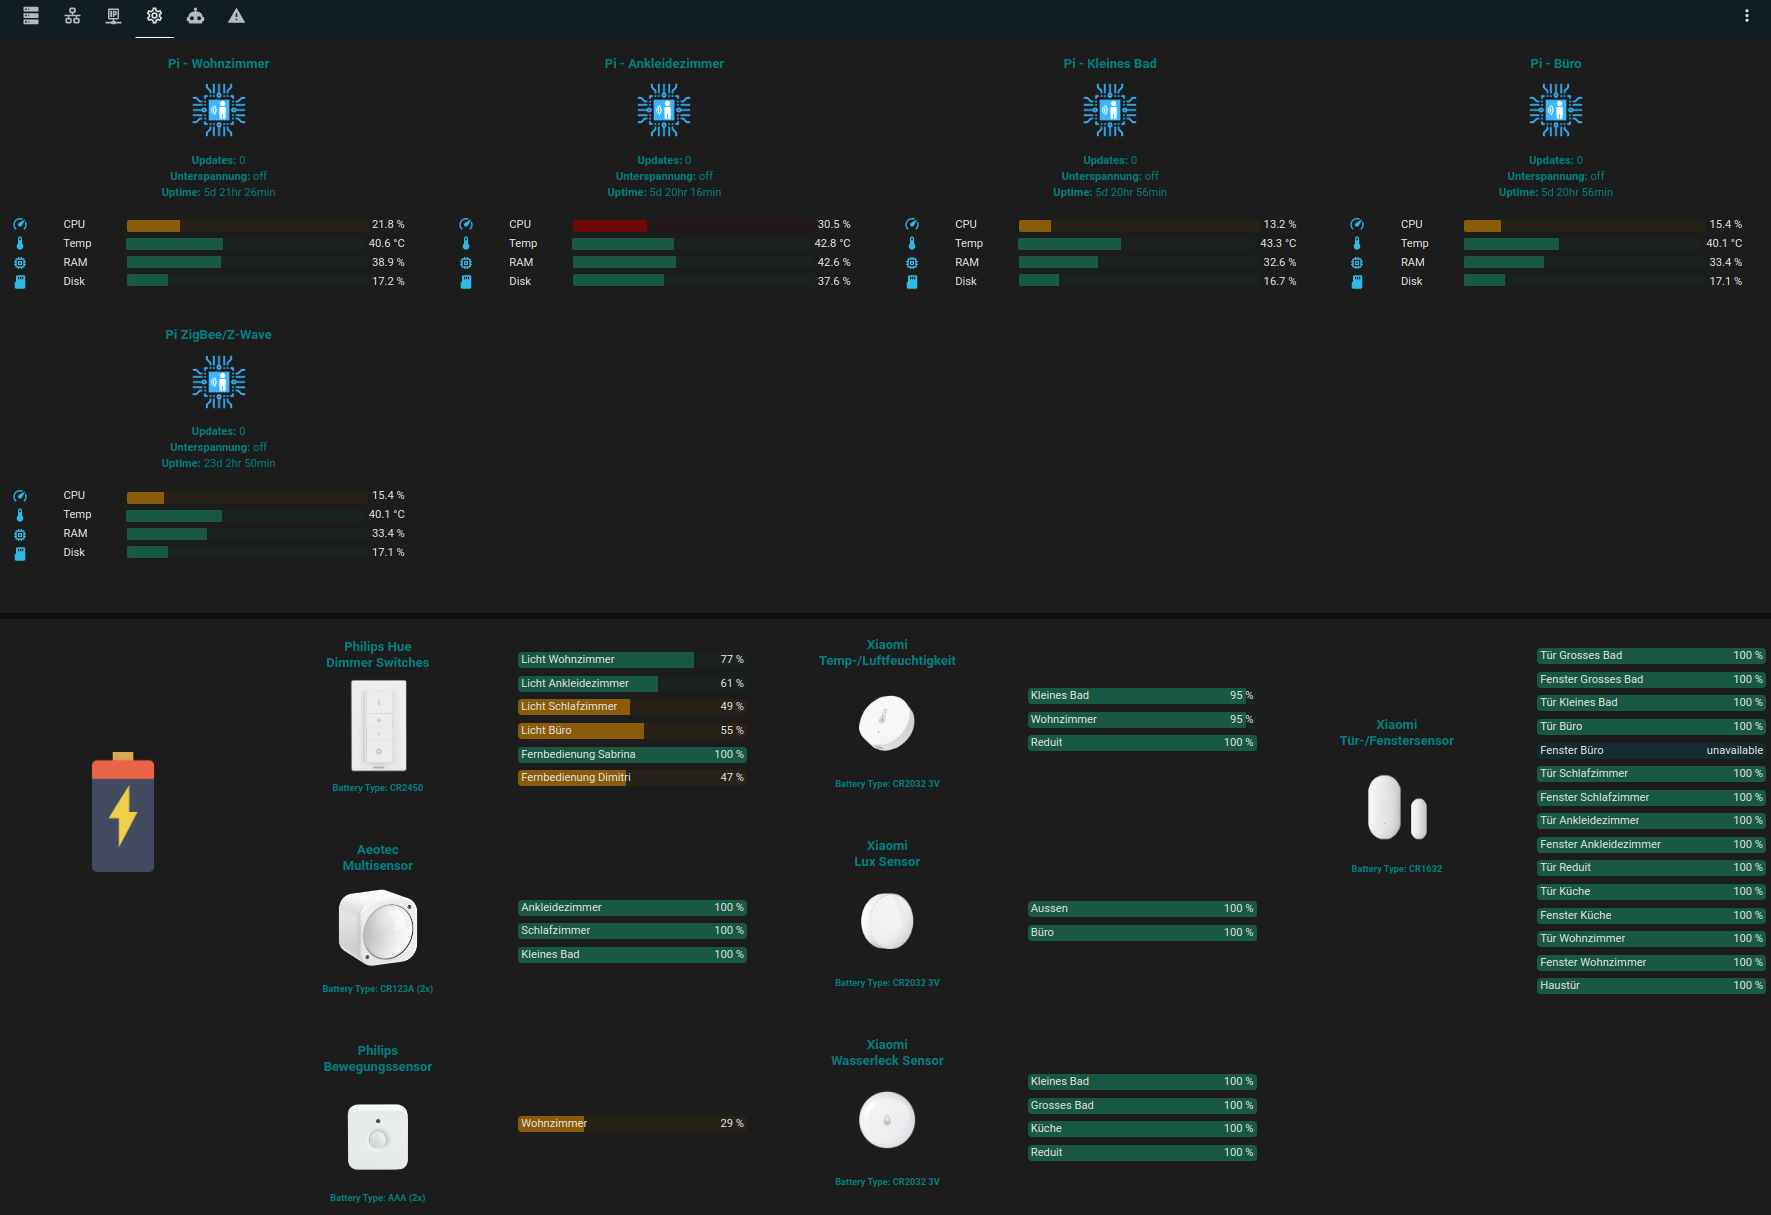 IP
Pi - Wohnzimmer
Updates: 0
Unterspannung: off
Uptime: 5d 21hr 26min
CPU 21.8 %
Temp 40.6 °C
RAM 38.9 %
Disk 17.2 %
Pi - Ankleidezimmer
Updates: 0
Unterspannung: off
Uptime: 5d 20hr 16min
CPU 30.5 %
Temp 42.8 °C
RAM 42.6 %
Disk 37.6 %
Pi - Kleines Bad
Updates: 0
Unterspannung: off
Uptime: 5d 20hr 56min
CPU 13.2 %
Temp 43.3 °C
RAM 32.6 %
Disk 16.7 %
Pi - Büro
Updates: 0
Unterspannung: off
Uptime: 5d 20hr 56min
CPU 15.4 %
Temp 40.1 °C
RAM 33.4 %
Disk 17.1 %
Pi ZigBee/Z-Wave
Updates: 0
Unterspannung: off
Uptime: 23d 2hr 50min
CPU 15.4 %
Temp 40.1 °C
RAM 33.4 %
Disk 17.1 %
Philips Hue
Dimmer Switches
Battery Type: CR2450
Licht Wohnzimmer 77 %
Licht Ankleidezimmer 61 %
Licht Schlafzimmer 49 %
Licht Büro 55 %
Fernbedienung Sabrina 100 %
Fernbedienung Dimitri 47 %
Aeotec
Multisensor
Battery Type: CR123A (2x)
Ankleidezimmer 100 %
Schlafzimmer 100 %
Kleines Bad 100 %
Philips
Bewegungssensor
Battery Type: AAA (2x)
Wohnzimmer 29 %
Xiaomi
Temp-/Luftfeuchtigkeit
Battery Type: CR2032 3V
Kleines Bad 95 %
Wohnzimmer 95 %
Reduit 100 %
Xiaomi
Lux Sensor
Battery Type: CR2032 3V
Aussen 100 %
Büro 100 %
Xiaomi
Wasserleck Sensor
Battery Type: CR2032 3V
Kleines Bad 100 %
Grosses Bad 100 %
Küche 100 %
Reduit 100 %
Xiaomi
Tür-/Fenstersensor
Battery Type: CR1632
Tür Grosses Bad 100 %
Fenster Grosses Bad 100 %
Tür Kleines Bad 100 %
Tür Büro 100 %
Fenster Büro unavailable
Tür Schlafzimmer 100 %
Fenster Schlafzimmer 100 %
Tür Ankleidezimmer 100 %
Fenster Ankleidezimmer 100 %
Tür Reduit 100 %
Tür Küche 100 %
Fenster Küche 100 %
Tür Wohnzimmer 100 %
Fenster Wohnzimmer 100 %
Haustür 100 %